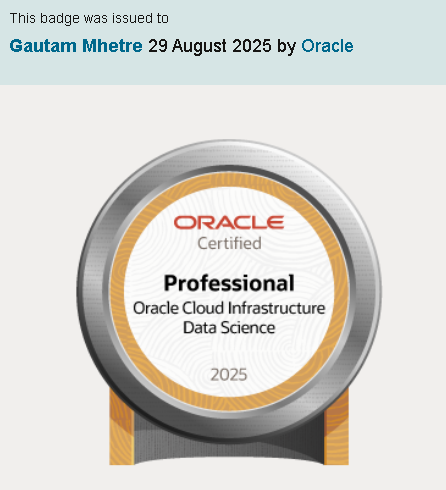 This badge was issued to
Gautam Mhetre 29 August 2025 by Oracle
ORACLE
Certified
Professional
Oracle Cloud Infrastructure
Data Science
2025